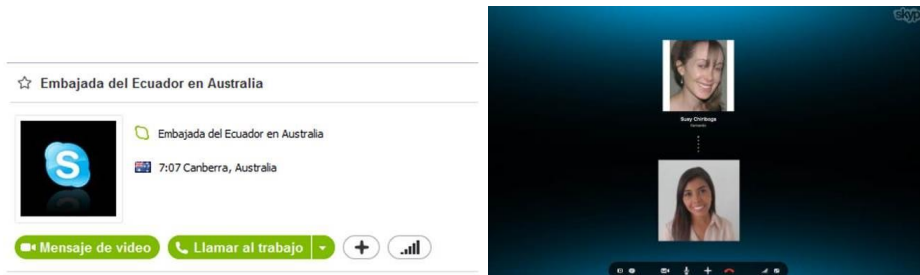 Embajada del Ecuador en Australia
Embajada del Ecuador en Australia
7:07 Canberra, Australia
Mensaje de video
Llamar al trabajo
skyp
Susy Chiriboga